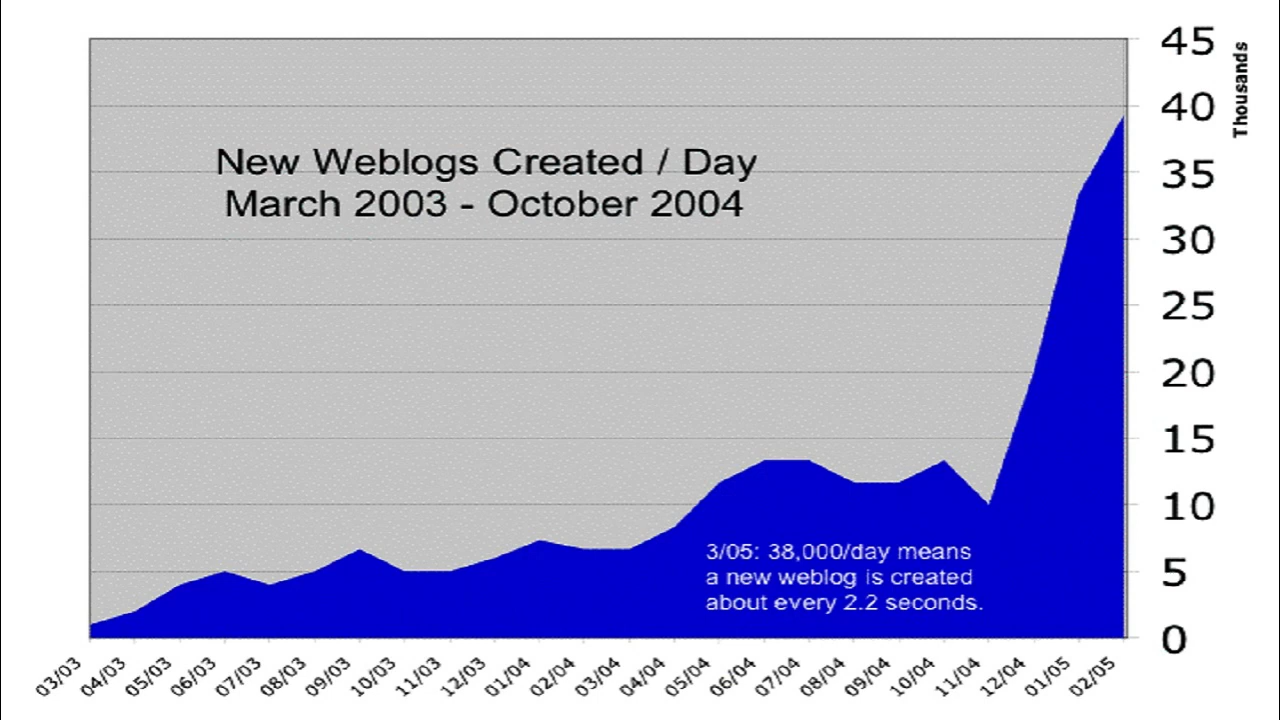 New Weblogs Created / Day
March 2003 - October 2004
45
40
35
30
25
20
15
10
5
0
Thousands
3/05: 38,000/day means
a new weblog is created
about every 2.2 seconds.
03/03 04/03 05/03 06/03 07/03 08/03 09/03 10/03 11/03 12/03 01/04 02/04 03/04 04/04 05/04 06/04 07/04 08/04 09/04 10/04 11/04 12/04 01/05 02/05